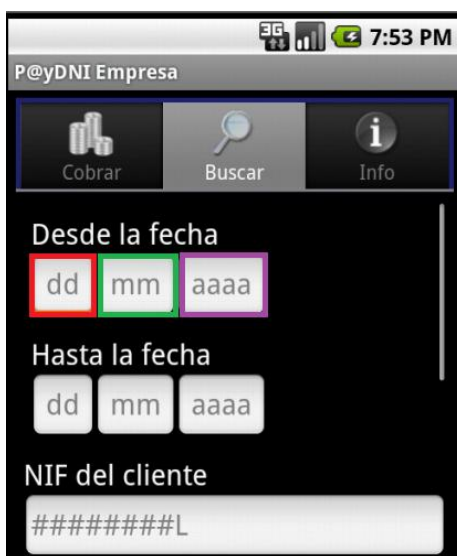 3G 7:53 PM
P@yDNI Empresa
Cobrar Buscar Info
Desde la fecha
dd mm aaaa
Hasta la fecha
dd mm aaaa
NIF del cliente
########L